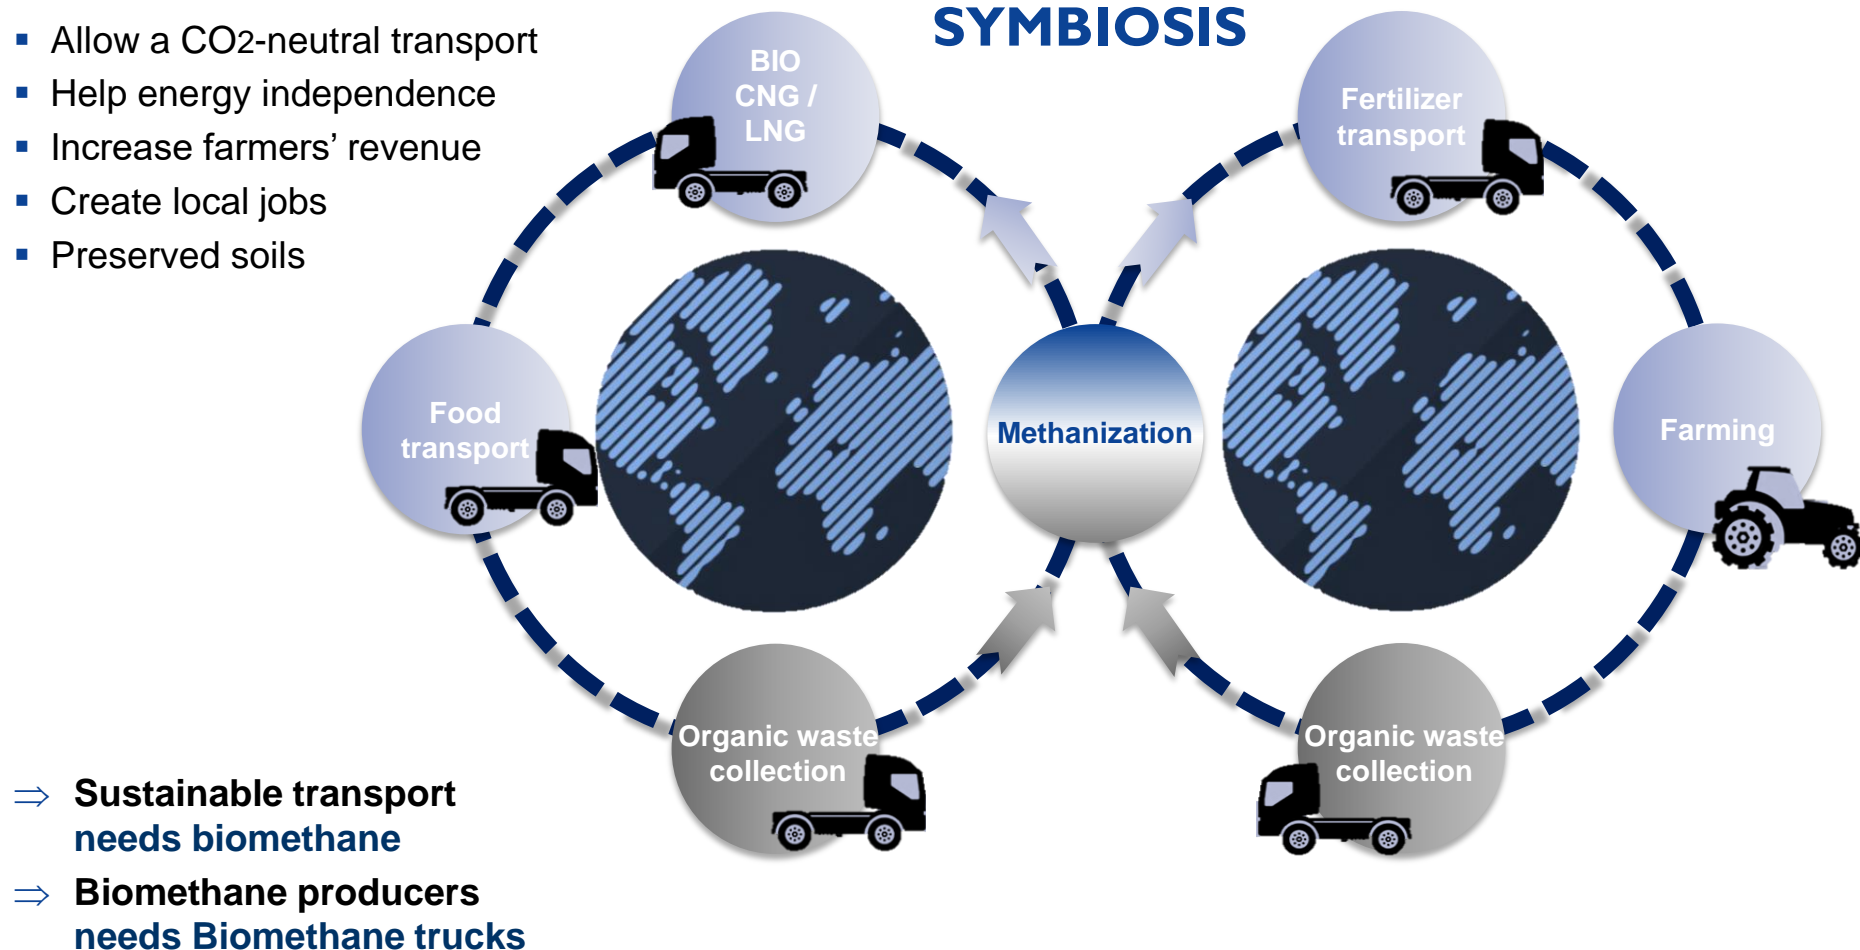 SYMBIOSIS
▪ Allow a CO2-neutral transport
▪ Help energy independence
▪ Increase farmers’ revenue
▪ Create local jobs
▪ Preserved soils
BIO
CNG /
LNG
Fertilizer
transport
Food
transport
Methanization
Farming
Organic waste
collection
Organic waste
collection
⇒ Sustainable transport
needs biomethane
⇒ Biomethane producers
needs Biomethane trucks